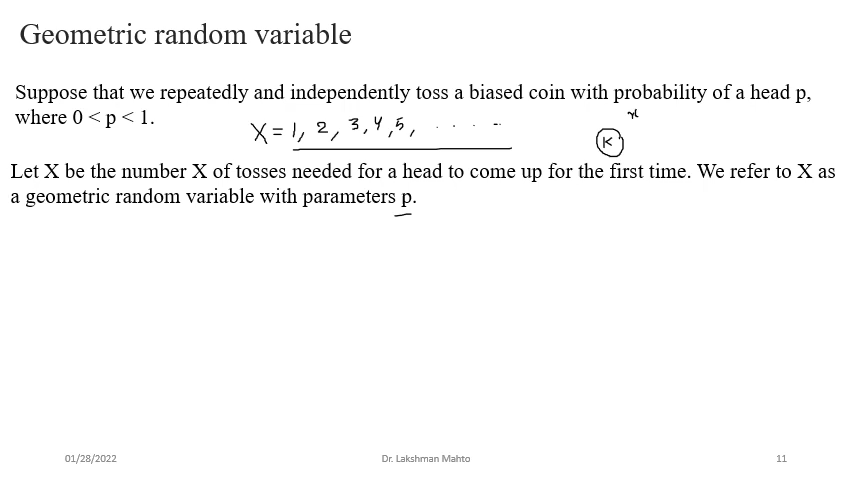 Geometric random variable
Suppose that we repeatedly and independently toss a biased coin with probability of a head p,
where 0 < p < 1.
X = 1, 2, 3, 4, 5, . . . . .
x
K
Let X be the number X of tosses needed for a head to come up for the first time. We refer to X as
a geometric random variable with parameters p.
01/28/2022 Dr. Lakshman Mahto 11